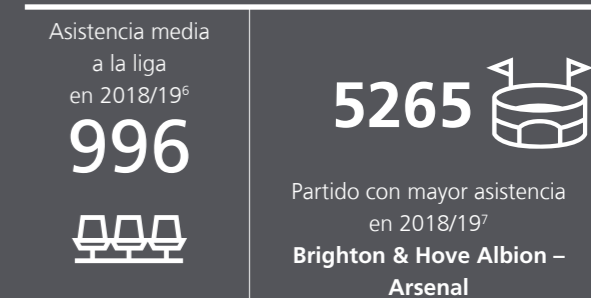 Asistencia media
a la liga
en 2018/19⁶
996
5265
Partido con mayor asistencia
en 2018/19⁷
Brighton & Hove Albion –
Arsenal